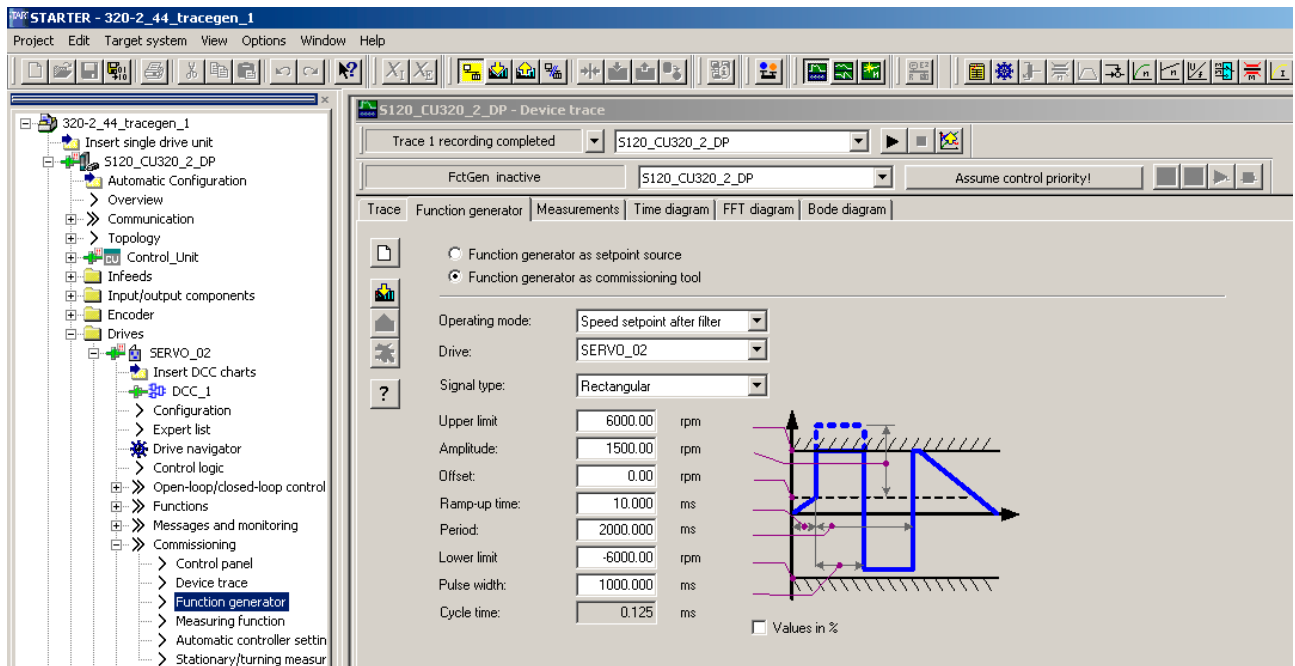 STARTER - 320-2_44_tracegen_1
Project Edit Target system View Options Window Help
320-2_44_tracegen_1
Insert single drive unit
S120_CU320_2_DP
Automatic Configuration
Overview
Communication
Topology
Control_Unit
Infeeds
Input/output components
Encoder
Drives
SERVO_02
Insert DCC charts
DCC_1
Configuration
Expert list
Drive navigator
Control logic
Open-loop/closed-loop control
Functions
Messages and monitoring
Commissioning
Control panel
Device trace
Function generator
Measuring function
Automatic controller settin
Stationary/turning measur
S120_CU320_2_DP - Device trace
Trace 1 recording completed S120_CU320_2_DP
FctGen inactive S120_CU320_2_DP Assume control priority!
Trace Function generator Measurements Time diagram FFT diagram Bode diagram
Function generator as setpoint source
Function generator as commissioning tool
Operating mode: Speed setpoint after filter
Drive: SERVO_02
? Signal type: Rectangular
Upper limit 6000.00 rpm
Amplitude: 1500.00 rpm
Offset: 0.00 rpm
Ramp-up time: 10.000 ms
Period: 2000.000 ms
Lower limit -6000.00 rpm
Pulse width: 1000.000 ms
Cycle time: 0.125 ms
Values in %